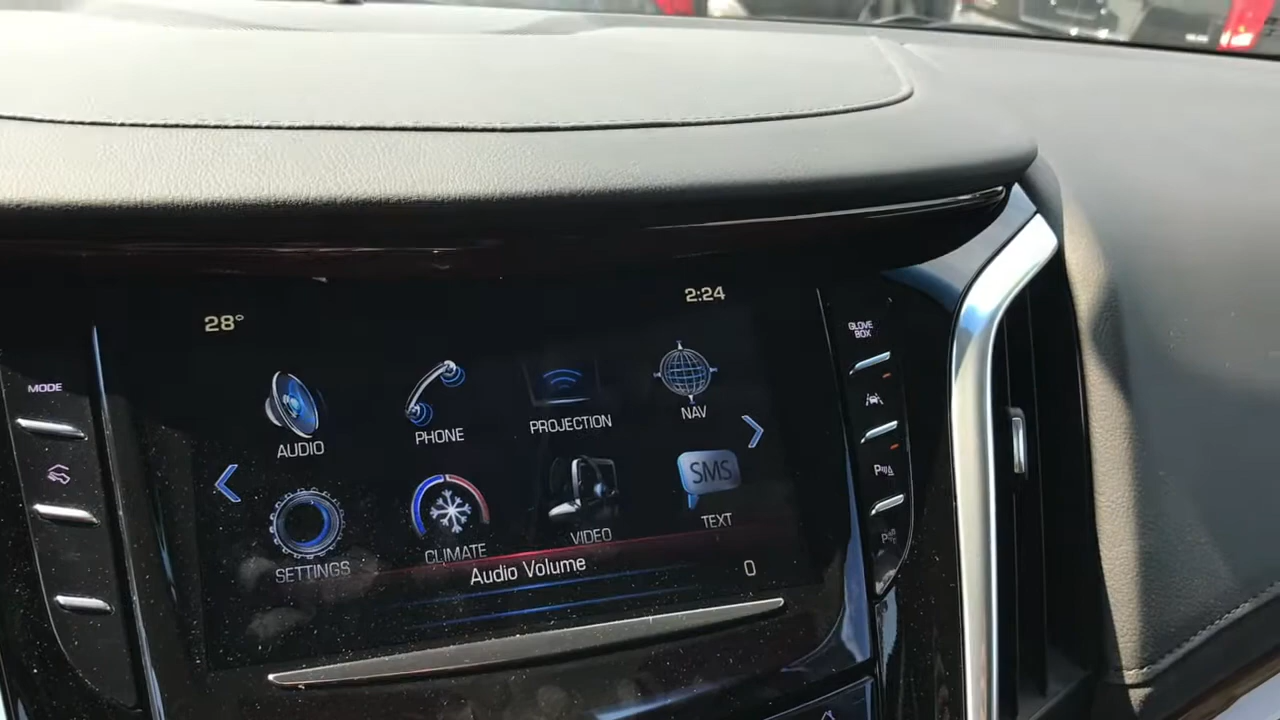 28°
2:24
MODE
GLOVE
BOX
AUDIO
PHONE
PROJECTION
NAV
SETTINGS
CLIMATE
VIDEO
SMS
TEXT
Audio Volume
0